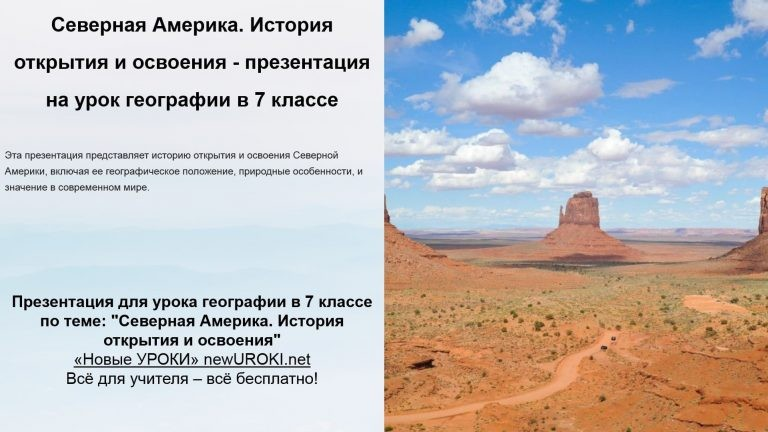 Северная Америка. История
открытия и освоения - презентация
на урок географии в 7 классе
Эта презентация представляет историю открытия и освоения Северной
Америки, включая ее географическое положение, природные особенности, и
значение в современном мире.
Презентация для урока географии в 7 классе
по теме: "Северная Америка. История
открытия и освоения"
«Новые УРОКИ» newUROKI.net
Всё для учителя – всё бесплатно!